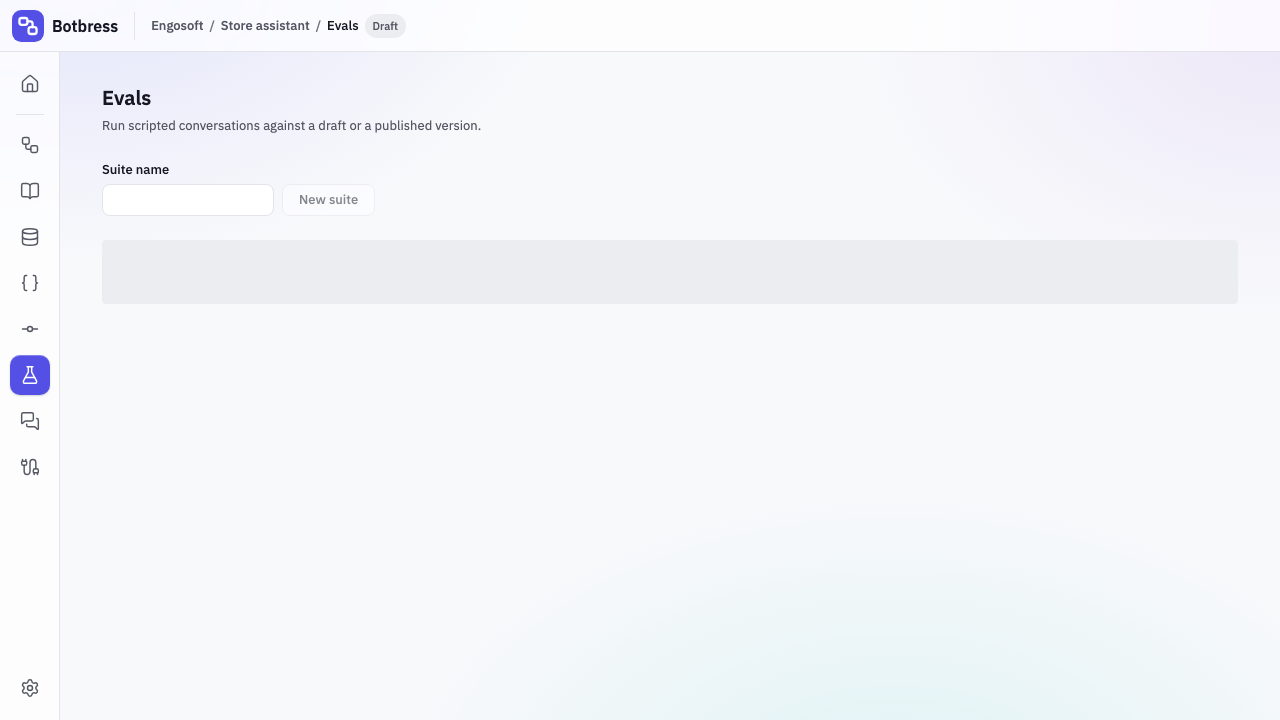 Botbress
Engosoft / Store assistant / Evals Draft
Evals
Run scripted conversations against a draft or a published version.
Suite name
New suite